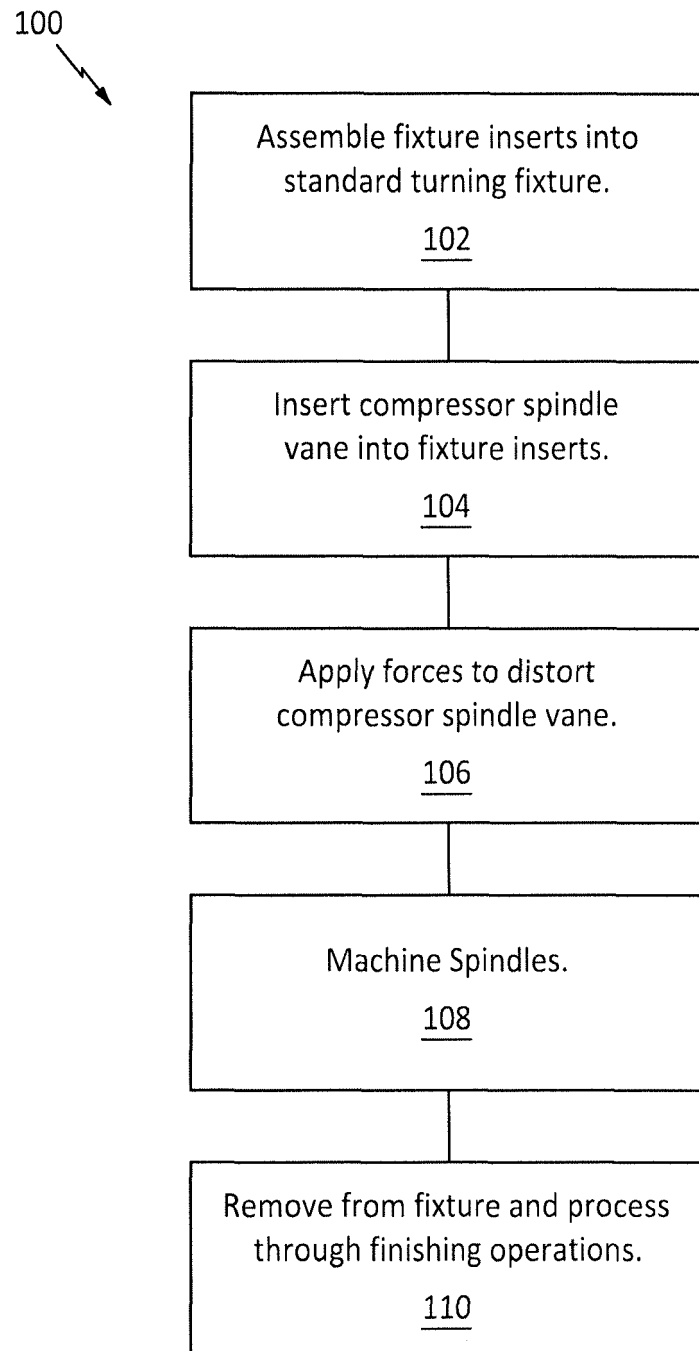 100
Assemble fixture inserts into
standard turning fixture.
102
Insert compressor spindle
vane into fixture inserts.
104
Apply forces to distort
compressor spindle vane.
106
Machine Spindles.
108
Remove from fixture and process
through finishing operations.
110